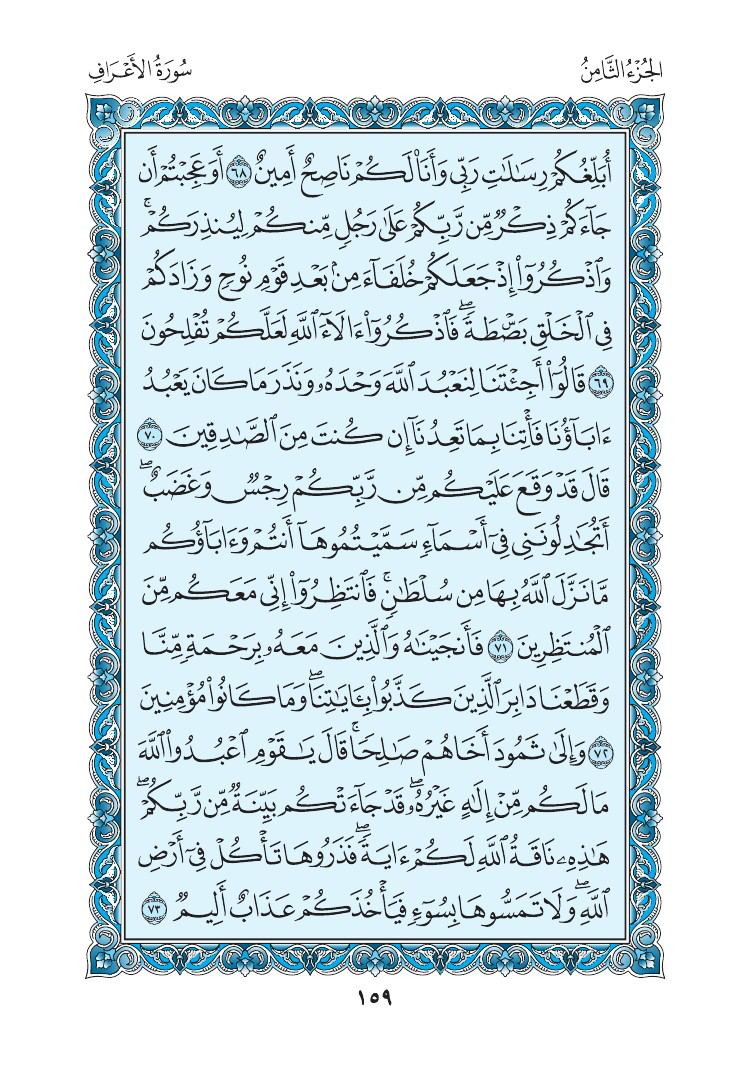 الجُزْءُ الثَّامِنُ
سُورَةُ الأَعْرَافِ
أُبَلِّغُكُمْ رِسَٰلَٰتِ رَبِّى وَأَنَا۠ لَكُمْ نَاصِحٌ أَمِينٌ ٦٨ أَوَعَجِبْتُمْ أَن
جَآءَكُمْ ذِكْرٌ مِّن رَّبِّكُمْ عَلَىٰ رَجُلٍ مِّنكُمْ لِيُنذِرَكُمْ ۚ
وَٱذْكُرُوٓا۟ إِذْ جَعَلَكُمْ خُلَفَآءَ مِنۢ بَعْدِ قَوْمِ نُوحٍ وَزَادَكُمْ
فِى ٱلْخَلْقِ بَصْۜطَةً ۖ فَٱذْكُرُوٓا۟ ءَالَآءَ ٱللَّهِ لَعَلَّكُمْ تُفْلِحُونَ
٦٩ قَالُوٓا۟ أَجِئْتَنَا لِنَعْبُدَ ٱللَّهَ وَحْدَهُۥ وَنَذَرَ مَا كَانَ يَعْبُدُ
ءَابَآؤُنَا فَأْتِنَا بِمَا تَعِدُنَآ إِن كُنتَ مِنَ ٱلصَّٰدِقِينَ ٧٠
قَالَ قَدْ وَقَعَ عَلَيْكُم مِّن رَّبِّكُمْ رِجْسٌ وَغَضَبٌ ۖ
أَتُجَٰدِلُونَنِى فِىٓ أَسْمَآءٍ سَمَّيْتُمُوهَآ أَنتُمْ وَءَابَآؤُكُم
مَّا نَزَّلَ ٱللَّهُ بِهَا مِن سُلْطَٰنٍ ۚ فَٱنتَظِرُوٓا۟ إِنِّى مَعَكُم مِّنَ
ٱلْمُنتَظِرِينَ ٧١ فَأَنجَيْنَٰهُ وَٱلَّذِينَ مَعَهُۥ بِرَحْمَةٍ مِّنَّا
وَقَطَعْنَا دَابِرَ ٱلَّذِينَ كَذَّبُوا۟ بِـَٔايَٰتِنَا ۖ وَمَا كَانُوا۟ مُؤْمِنِينَ
٧٢ وَإِلَىٰ ثَمُودَ أَخَاهُمْ صَٰلِحًا ۗ قَالَ يَٰقَوْمِ ٱعْبُدُوا۟ ٱللَّهَ
مَا لَكُم مِّنْ إِلَٰهٍ غَيْرُهُۥ ۖ قَدْ جَآءَتْكُم بَيِّنَةٌ مِّن رَّبِّكُمْ ۖ
هَٰذِهِۦ نَاقَةُ ٱللَّهِ لَكُمْ ءَايَةً ۖ فَذَرُوهَا تَأْكُلْ فِىٓ أَرْضِ
ٱللَّهِ ۖ وَلَا تَمَسُّوهَا بِسُوٓءٍ فَيَأْخُذَكُمْ عَذَابٌ أَلِيمٌ ٧٣
١٥٩